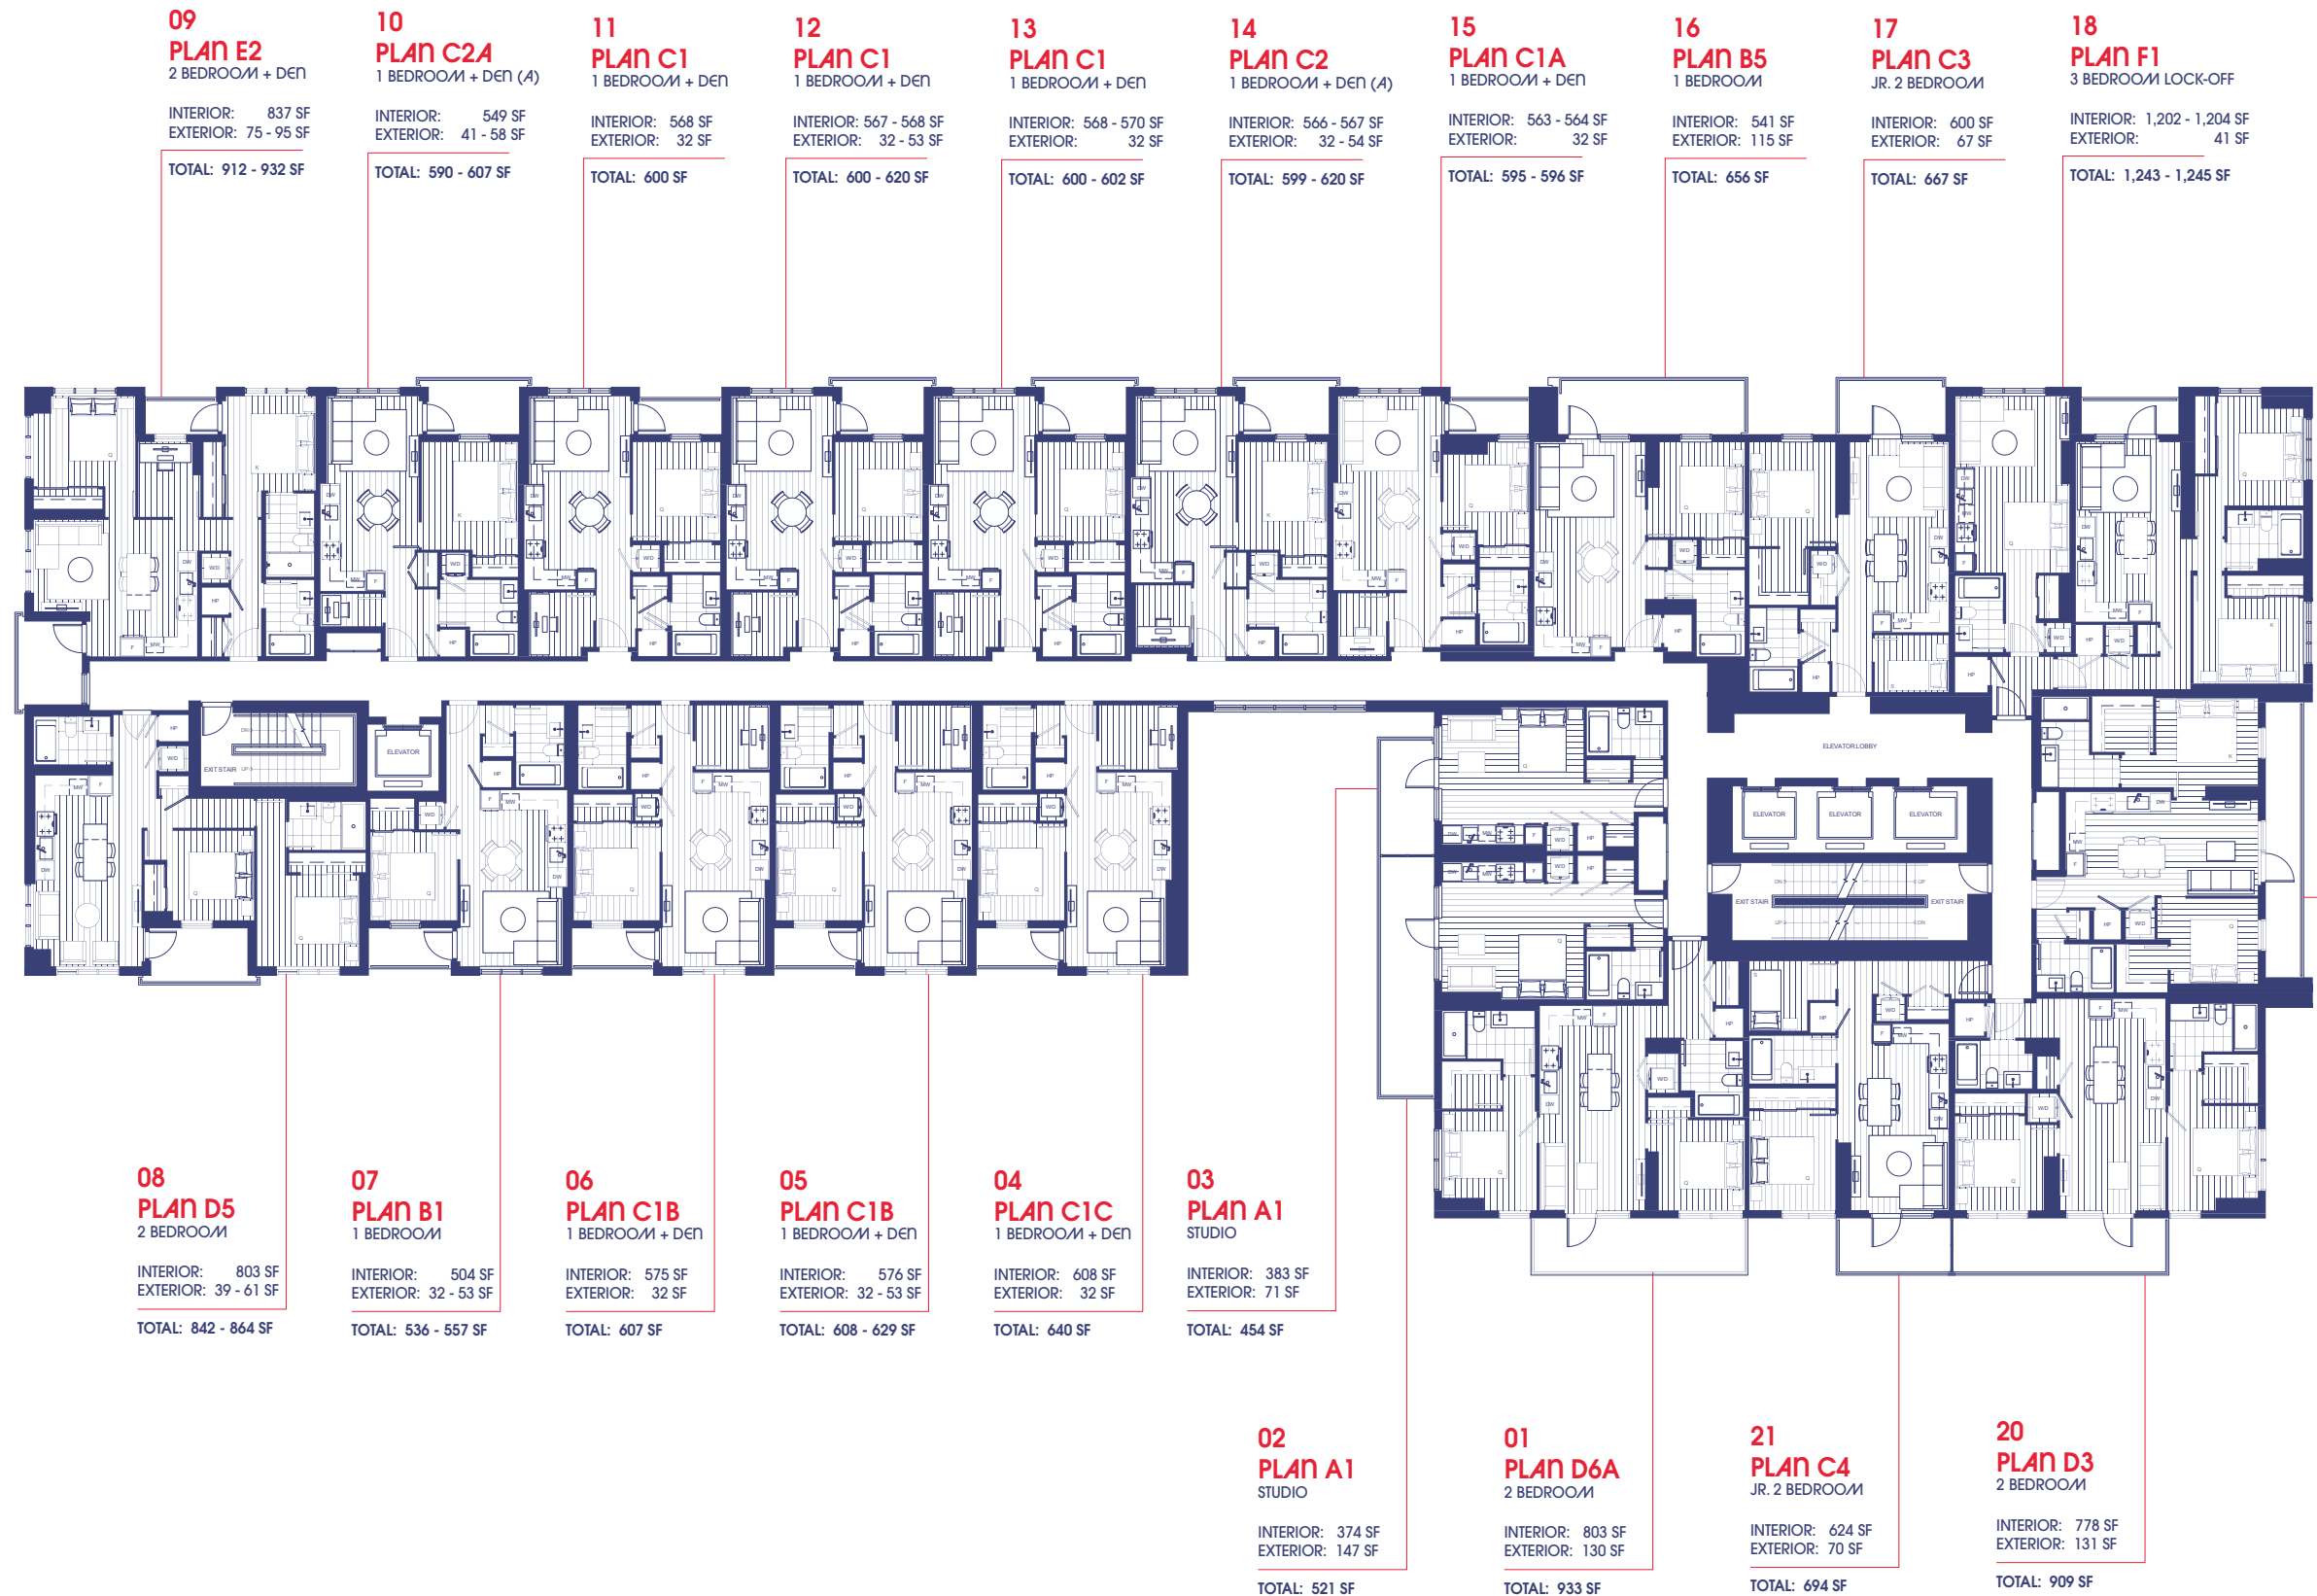 09
PLAN E2
2 BEDROOM + DEN
INTERIOR: 837 SF
EXTERIOR: 75 - 95 SF
TOTAL: 912 - 932 SF
10
PLAN C2A
1 BEDROOM + DEN (A)
INTERIOR: 549 SF
EXTERIOR: 41 - 58 SF
TOTAL: 590 - 607 SF
11
PLAN C1
1 BEDROOM + DEN
INTERIOR: 568 SF
EXTERIOR: 32 SF
TOTAL: 600 SF
12
PLAN C1
1 BEDROOM + DEN
INTERIOR: 567 - 568 SF
EXTERIOR: 32 - 53 SF
TOTAL: 600 - 620 SF
13
PLAN C1
1 BEDROOM + DEN
INTERIOR: 568 - 570 SF
EXTERIOR: 32 SF
TOTAL: 600 - 602 SF
14
PLAN C2
1 BEDROOM + DEN (A)
INTERIOR: 566 - 567 SF
EXTERIOR: 32 - 54 SF
TOTAL: 599 - 620 SF
15
PLAN C1A
1 BEDROOM + DEN
INTERIOR: 563 - 564 SF
EXTERIOR: 32 SF
TOTAL: 595 - 596 SF
16
PLAN B5
1 BEDROOM
INTERIOR: 541 SF
EXTERIOR: 115 SF
TOTAL: 656 SF
17
PLAN C3
JR. 2 BEDROOM
INTERIOR: 600 SF
EXTERIOR: 67 SF
TOTAL: 667 SF
18
PLAN F1
3 BEDROOM LOCK-OFF
INTERIOR: 1,202 - 1,204 SF
EXTERIOR: 41 SF
TOTAL: 1,243 - 1,245 SF
EXIT STAIR
DN
UP
ELEVATOR
ELEVATOR LOBBY
ELEVATOR
ELEVATOR
ELEVATOR
EXIT STAIR
EXIT STAIR
08
PLAN D5
2 BEDROOM
INTERIOR: 803 SF
EXTERIOR: 39 - 61 SF
TOTAL: 842 - 864 SF
07
PLAN B1
1 BEDROOM
INTERIOR: 504 SF
EXTERIOR: 32 - 53 SF
TOTAL: 536 - 557 SF
06
PLAN C1B
1 BEDROOM + DEN
INTERIOR: 575 SF
EXTERIOR: 32 SF
TOTAL: 607 SF
05
PLAN C1B
1 BEDROOM + DEN
INTERIOR: 576 SF
EXTERIOR: 32 - 53 SF
TOTAL: 608 - 629 SF
04
PLAN C1C
1 BEDROOM + DEN
INTERIOR: 608 SF
EXTERIOR: 32 SF
TOTAL: 640 SF
03
PLAN A1
STUDIO
INTERIOR: 383 SF
EXTERIOR: 71 SF
TOTAL: 454 SF
02
PLAN A1
STUDIO
INTERIOR: 374 SF
EXTERIOR: 147 SF
TOTAL: 521 SF
01
PLAN D6A
2 BEDROOM
INTERIOR: 803 SF
EXTERIOR: 130 SF
TOTAL: 933 SF
21
PLAN C4
JR. 2 BEDROOM
INTERIOR: 624 SF
EXTERIOR: 70 SF
TOTAL: 694 SF
20
PLAN D3
2 BEDROOM
INTERIOR: 778 SF
EXTERIOR: 131 SF
TOTAL: 909 SF